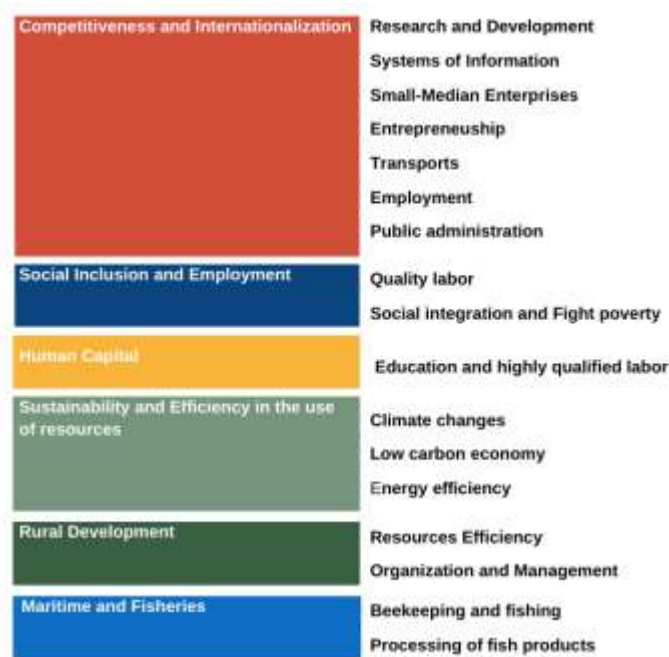 Competitiveness and Internationalization
Research and Development
Systems of Information
Small-Median Enterprises
Entrepreneuship
Transports
Employment
Public administration
Social Inclusion and Employment
Quality labor
Social integration and Fight poverty
Human Capital
Education and highly qualified labor
Sustainability and Efficiency in the use
of resources
Climate changes
Low carbon economy
Energy efficiency
Rural Development
Resources Efficiency
Organization and Management
Maritime and Fisheries
Beekeeping and fishing
Processing of fish products